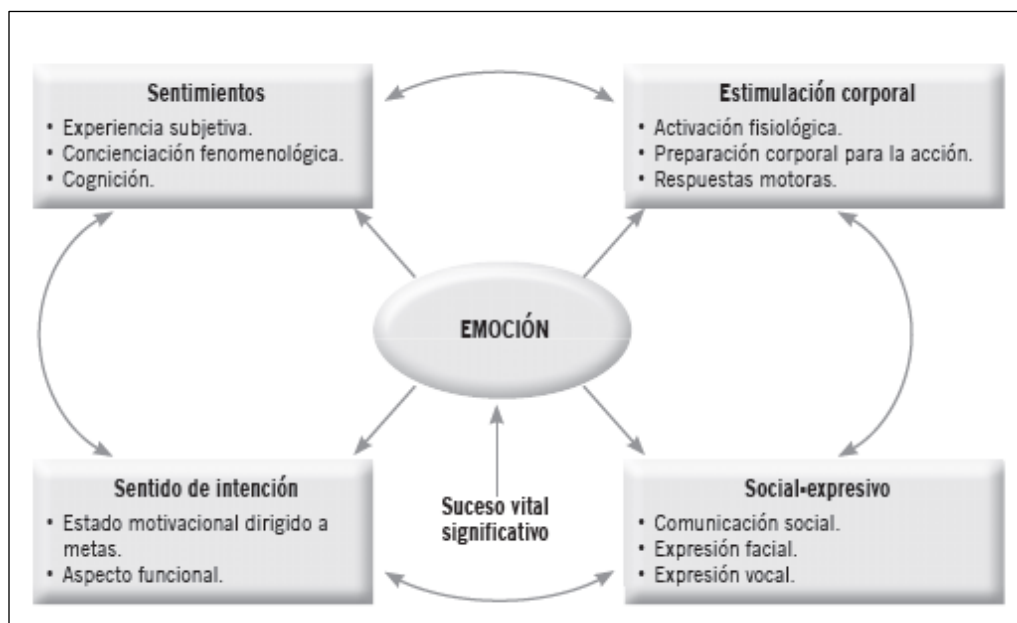 Sentimientos
• Experiencia subjetiva.
• Concienciación fenomenológica.
• Cognición.
Estimulación corporal
• Activación fisiológica.
• Preparación corporal para la acción.
• Respuestas motoras.
EMOCIÓN
Sentido de intención
• Estado motivacional dirigido a
metas.
• Aspecto funcional.
Suceso vital
significativo
Social-expresivo
• Comunicación social.
• Expresión facial.
• Expresión vocal.